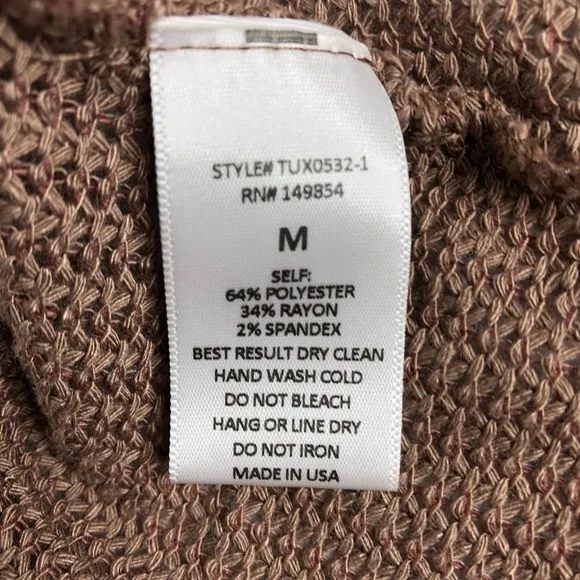 STYLE# TUX0532-1
RN# 149854
M
SELF:
64% POLYESTER
34% RAYON
2% SPANDEX
BEST RESULT DRY CLEAN
HAND WASH COLD
DO NOT BLEACH
HANG OR LINE DRY
DO NOT IRON
MADE IN USA